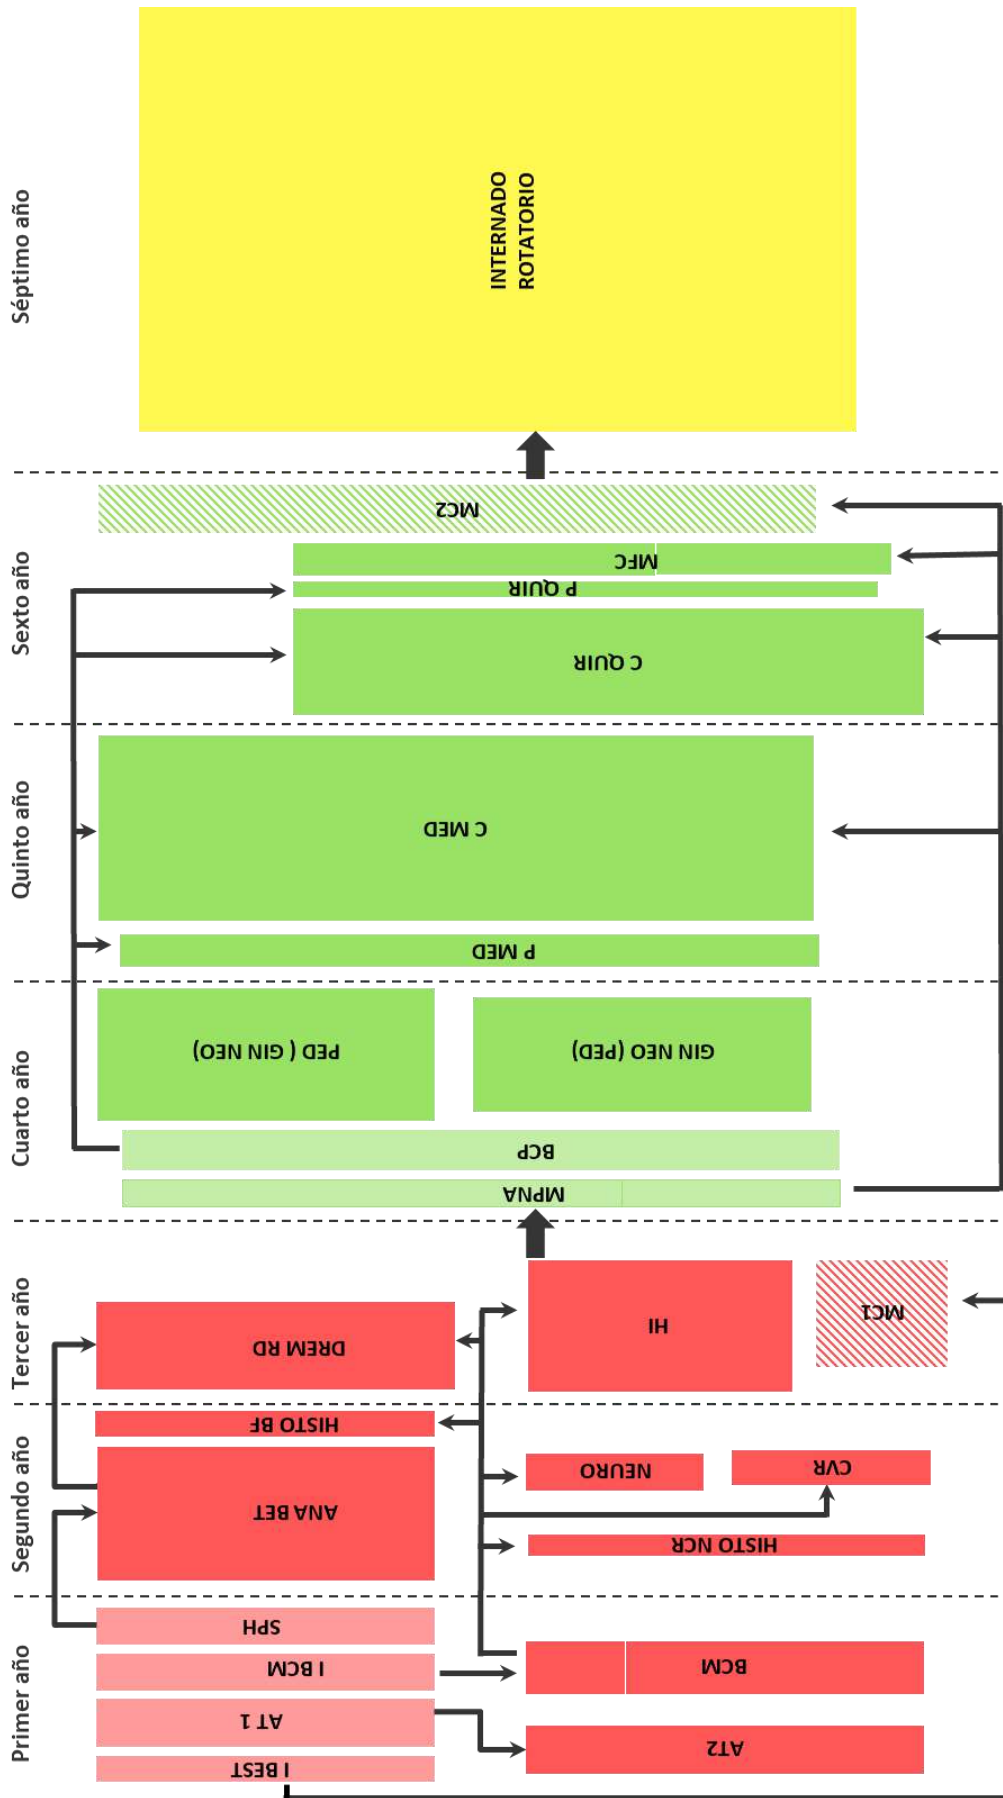 Primer año
I BEST
AT 1
I BCM
SPH
AT2
BCM
Segundo año
ANA BET
HISTO BF
HISTO NCR
NEURO
CVR
Tercer año
DREM RD
HI
MC1
Cuarto año
MPNA
BCP
PED ( GIN NEO)
GIN NEO (PED)
Quinto año
P MED
C MED
Sexto año
C QUIR
P QUIR
MFC
MC2
Séptimo año
INTERNADO
ROTATORIO